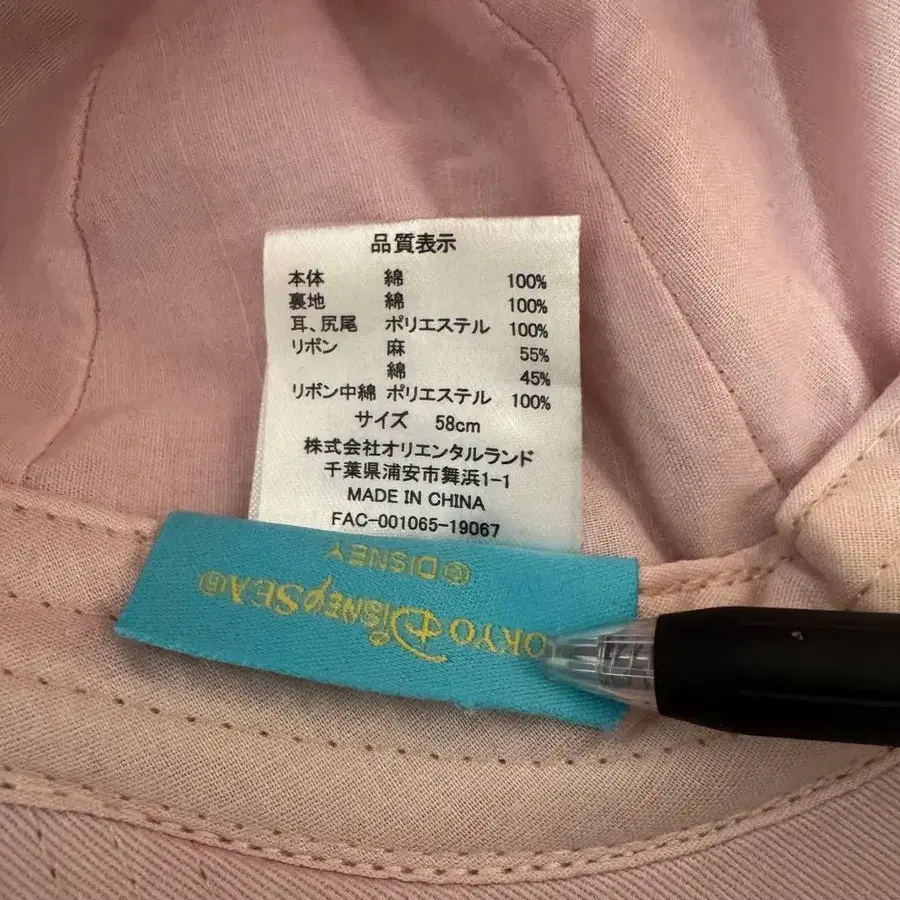 品質表示
本体 綿 100%
裏地 綿 100%
耳、尻尾 ポリエステル 100%
リボン 麻 55%
綿 45%
リボン中綿 ポリエステル 100%
サイズ 58cm
株式会社オリエンタルランド
千葉県浦安市舞浜1-1
MADE IN CHINA
FAC-001065-19067
TOKYO DISNEYSEA®
© DISNEY